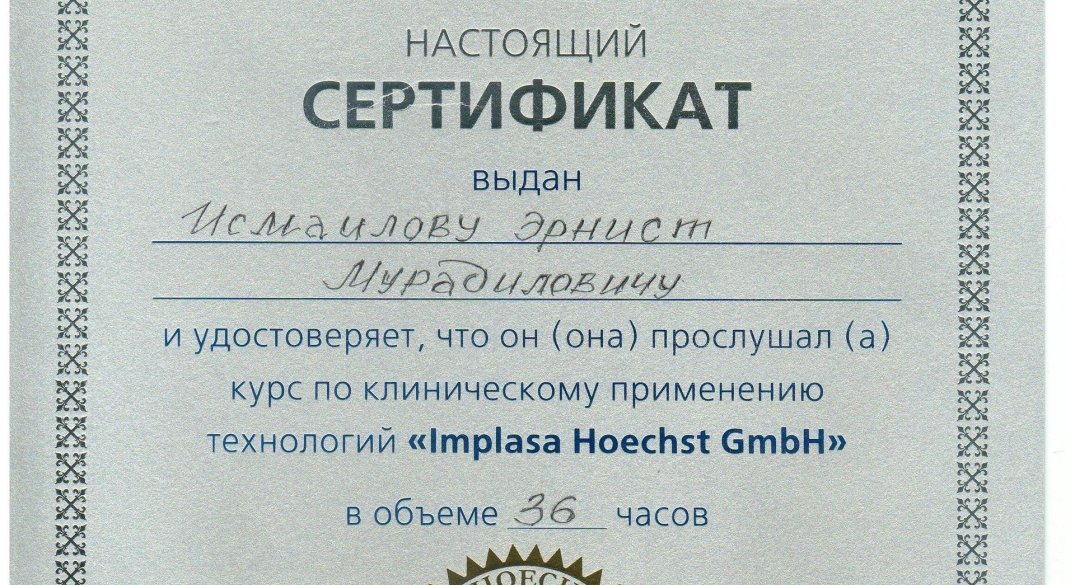 НАСТОЯЩИЙ
СЕРТИФИКАТ
выдан
Исмаилову Эрнист
Мурадиловичу
и удостоверяет, что он (она) прослушал (а)
курс по клиническому применению
технологий «Implasa Hoechst GmbH»
в объеме 36 часов